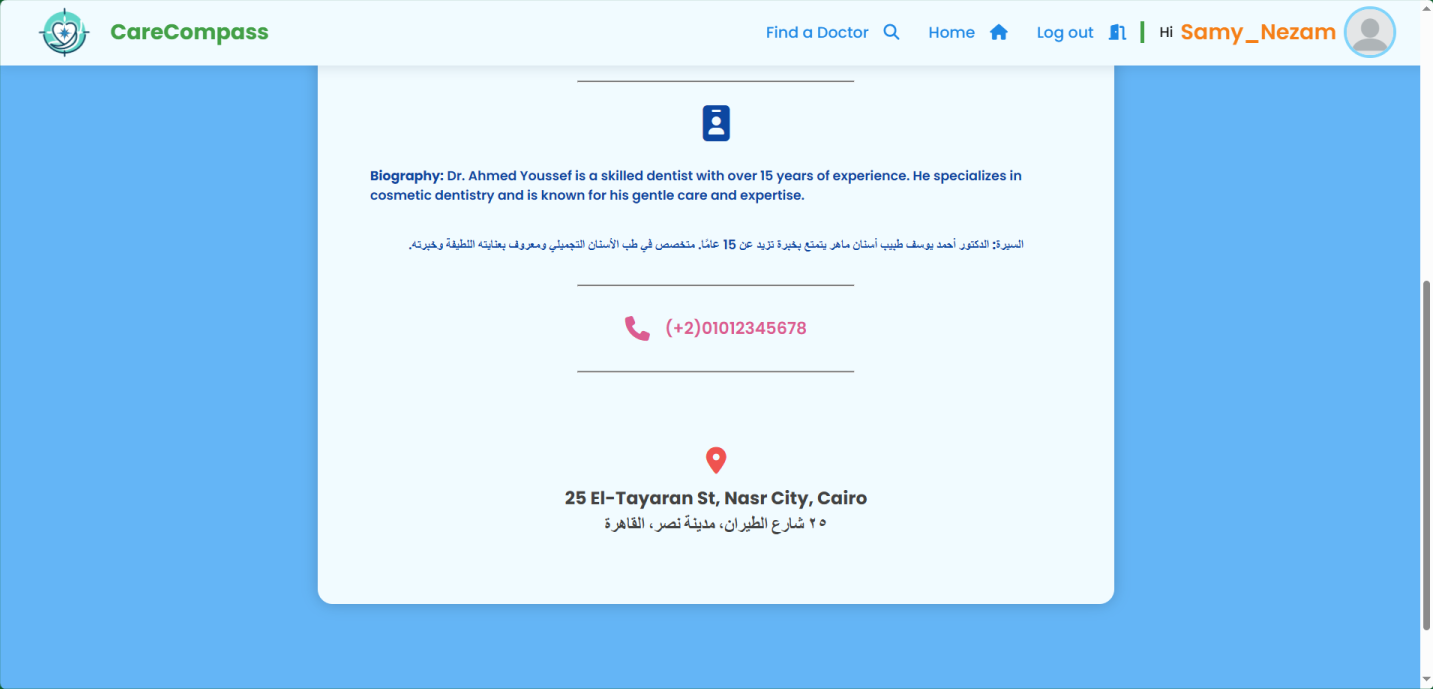 CareCompass
Find a Doctor
Home
Log out
Hi Samy_Nezam
Biography: Dr. Ahmed Youssef is a skilled dentist with over 15 years of experience. He specializes in
cosmetic dentistry and is known for his gentle care and expertise.
السيرة: الدكتور أحمد يوسف طبيب أسنان ماهر يتمتع بخبرة تزيد عن 15 عامًا. متخصص في طب الأسنان التجميلي ومعروف بعنايته اللطيفة وخبرته.
(+2)01012345678
25 El-Tayaran St, Nasr City, Cairo
٢٥ شارع الطيران، مدينة نصر، القاهرة